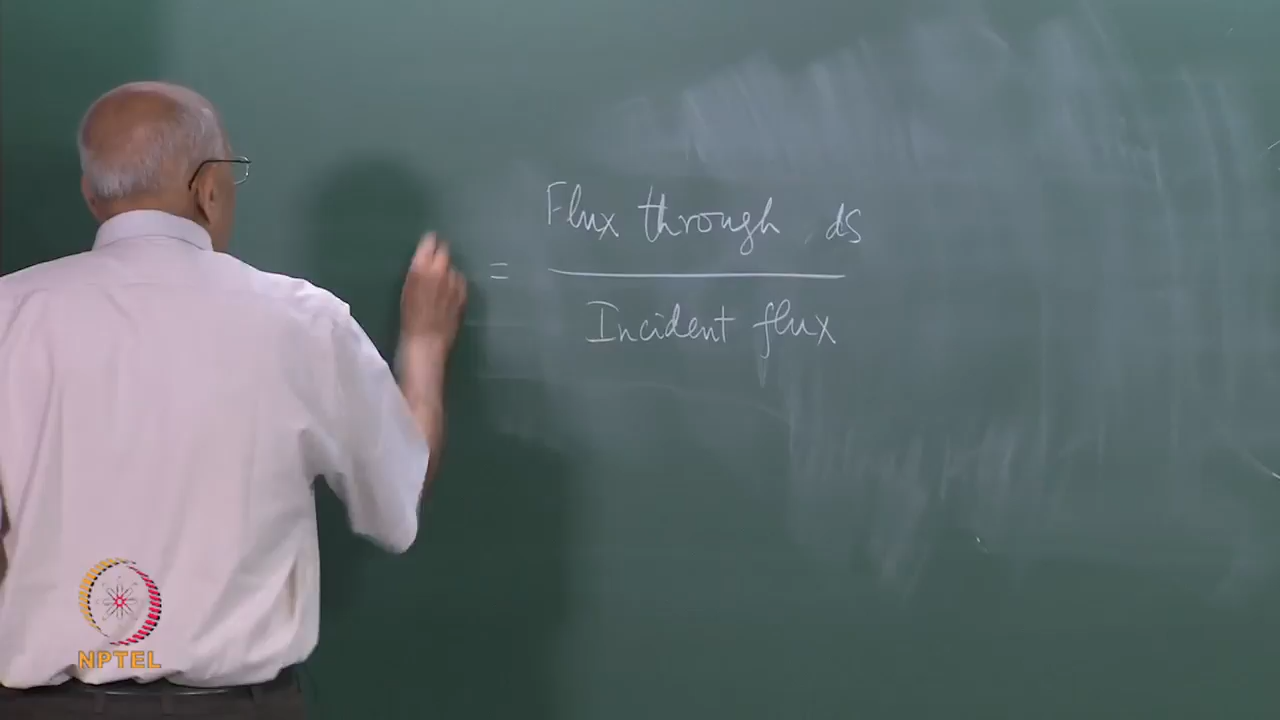 = Flux through dS
Incident flux
NPTEL